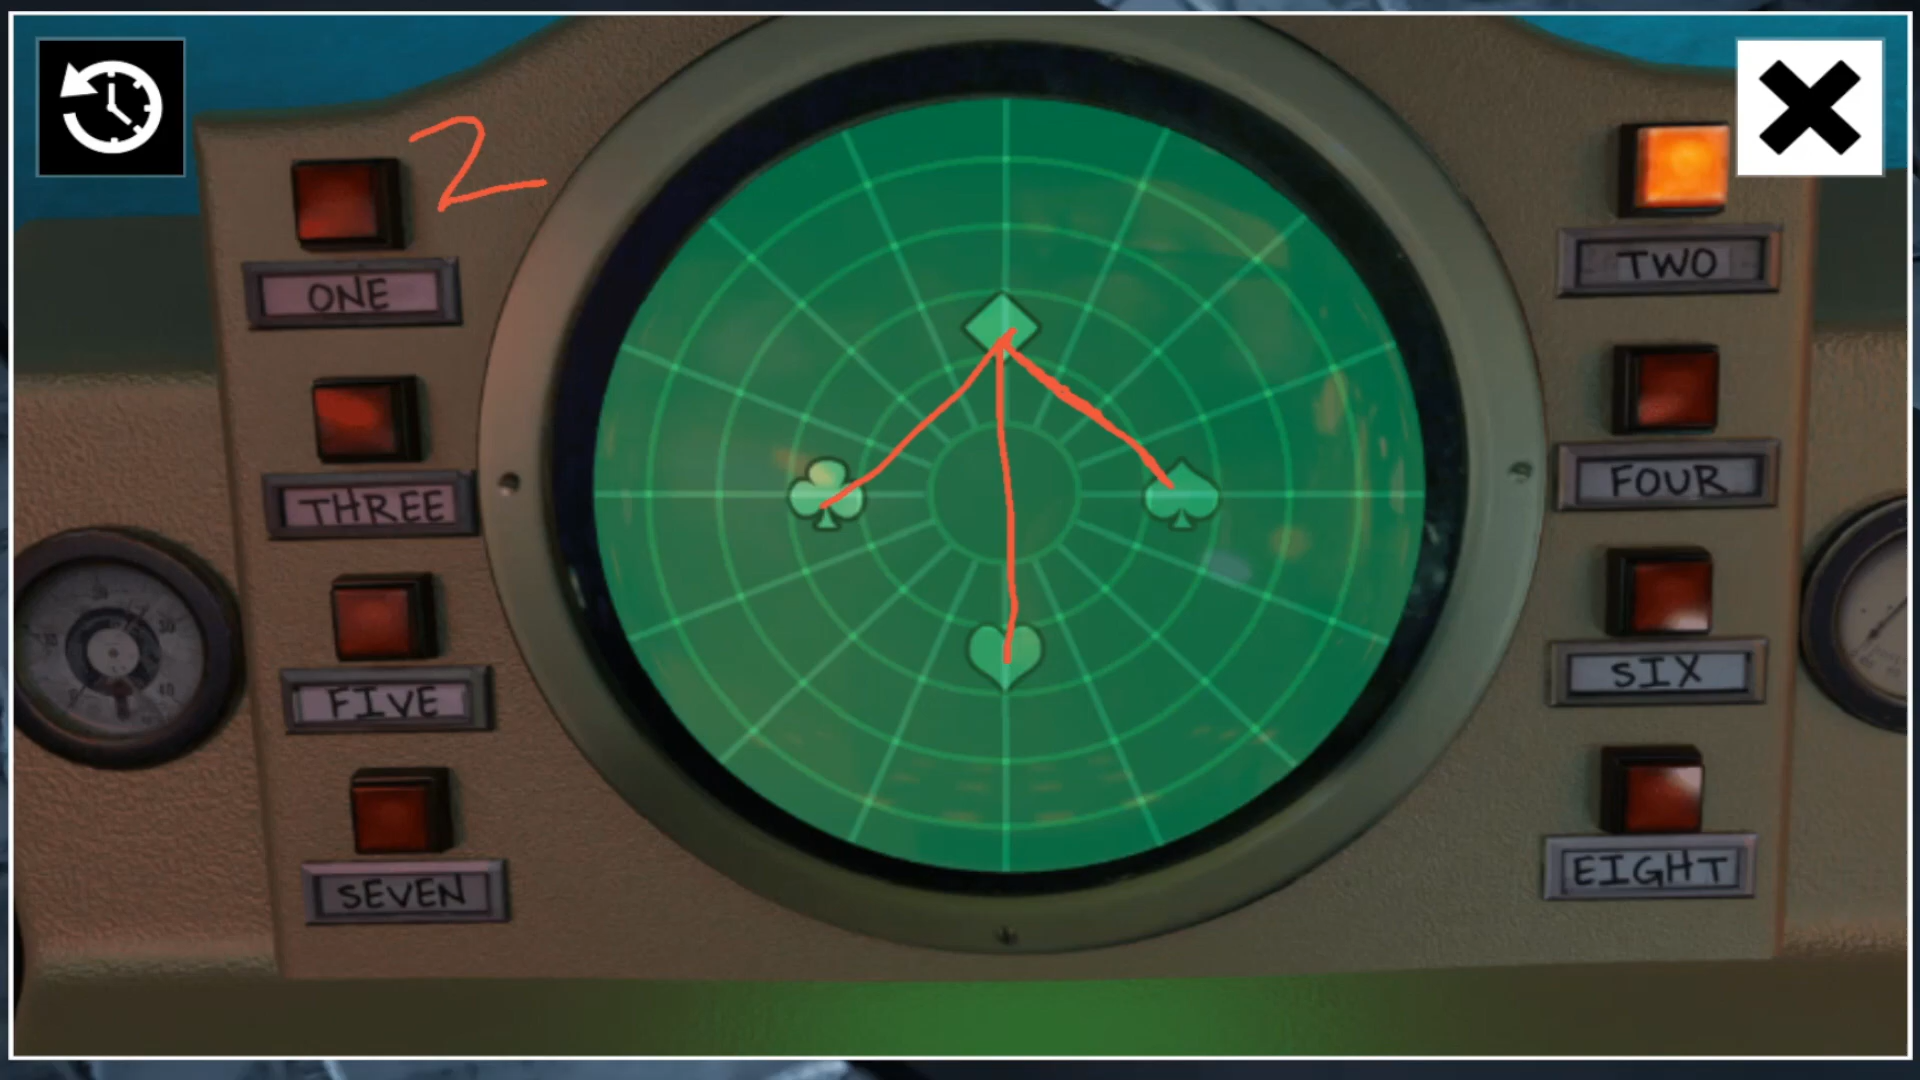 2
ONE
TWO
THREE
FOUR
FIVE
SIX
SEVEN
EIGHT